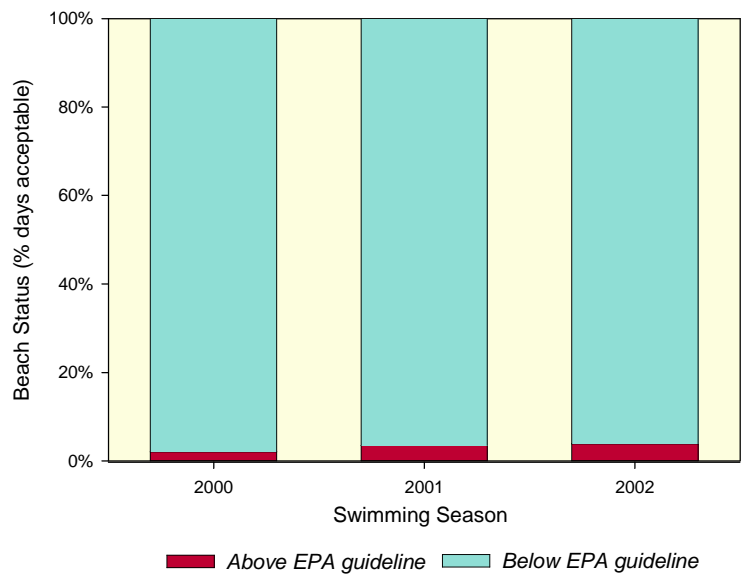 100%
80%
60%
40%
20%
0%
Beach Status (% days acceptable)
2000 2001 2002
Swimming Season
Above EPA guideline Below EPA guideline